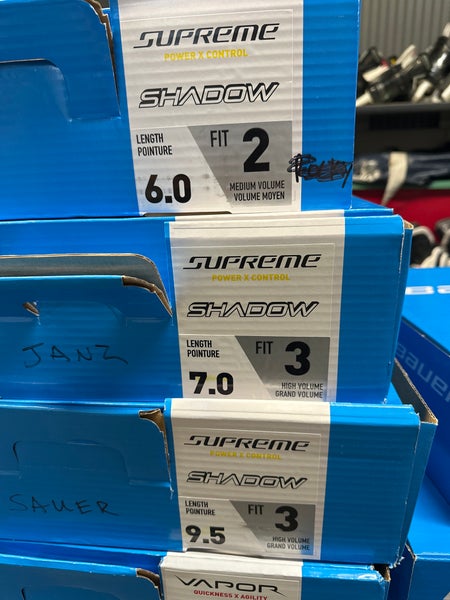 SUPREME
POWER X CONTROL
SHADOW
LENGTH
POINTURE
6.0
FIT 2
MEDIUM VOLUME
VOLUME MOYEN
SUPREME
POWER X CONTROL
SHADOW
JANZ
LENGTH
POINTURE
7.0
FIT 3
HIGH VOLUME
GRAND VOLUME
SUPREME
POWER X CONTROL
SHADOW
SAUER
LENGTH
POINTURE
9.5
FIT 3
HIGH VOLUME
GRAND VOLUME
VAPOR
QUICKNESS X AGILITY